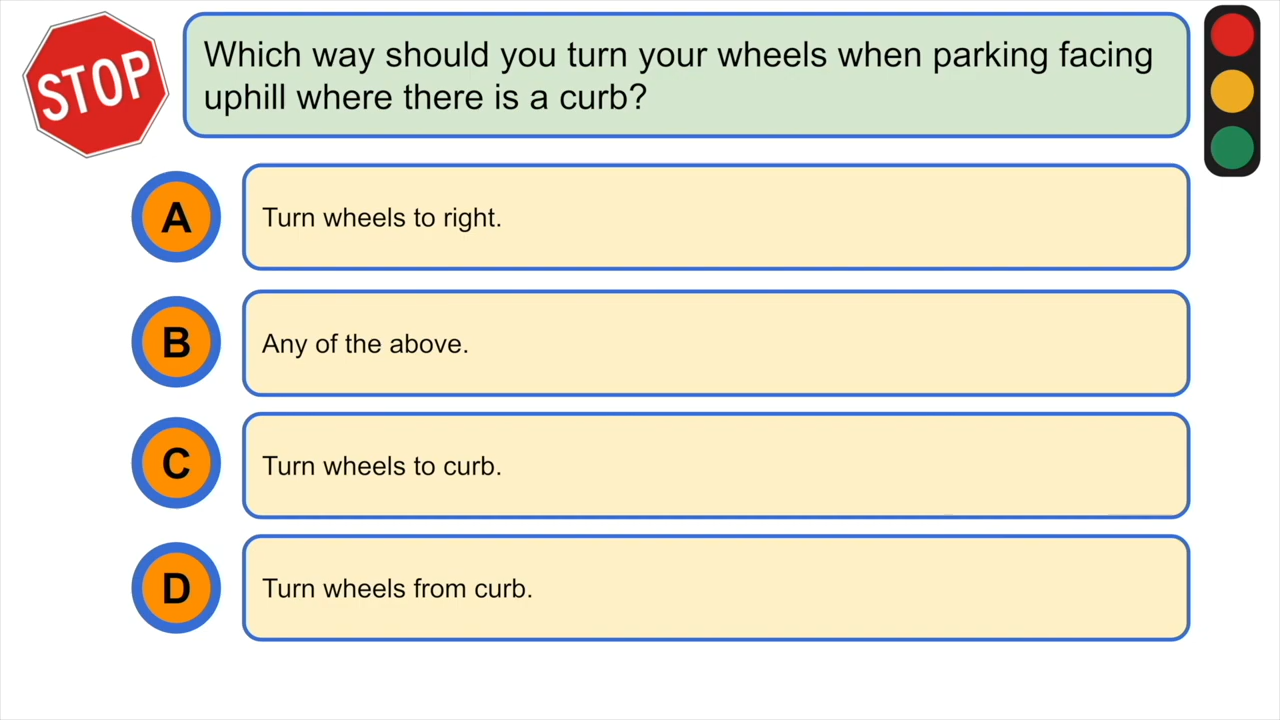 STOP
Which way should you turn your wheels when parking facing
uphill where there is a curb?
A
Turn wheels to right.
B
Any of the above.
C
Turn wheels to curb.
D
Turn wheels from curb.